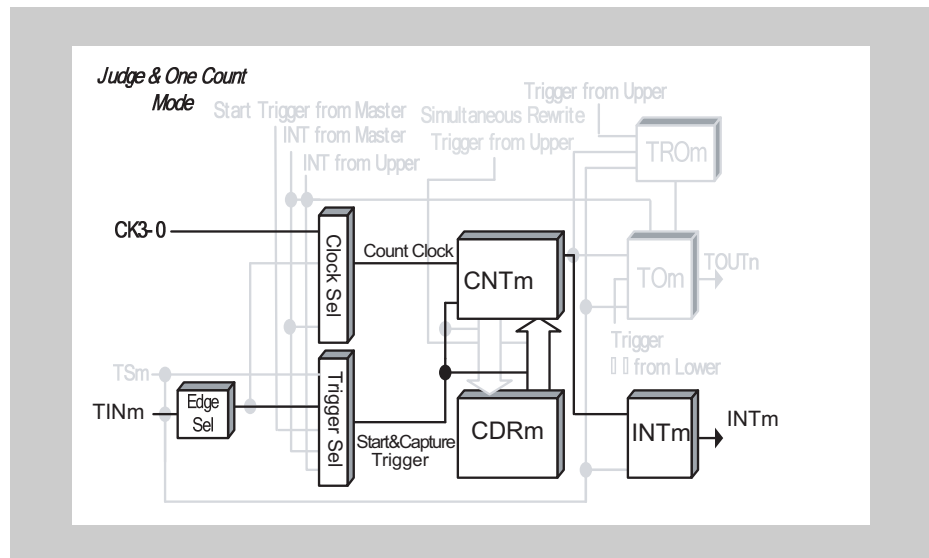 Judge & One Count
Mode
Trigger from Upper
Start Trigger from Master
Simultaneous Rewrite
INT from Master
Trigger from Upper
INT from Upper
TROm
CK3-0
Clock Sel
Count Clock
CNTm
TOm
TOUTn
Trigger
from Lower
TSm
TINm
Edge
Sel
Trigger Sel
Start&Capture
Trigger
CDRm
INTm
INTm